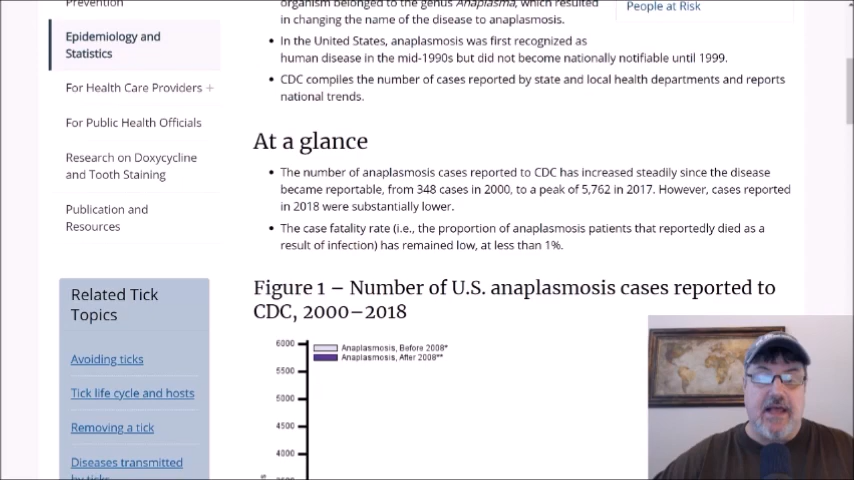 Prevention
Epidemiology and
Statistics
For Health Care Providers +
For Public Health Officials
Research on Doxycycline
and Tooth Staining
Publication and
Resources
Related Tick
Topics
Avoiding ticks
Tick life cycle and hosts
Removing a tick
Diseases transmitted
by ticks
organism belonged to the genus Anaplasma, which resulted
in changing the name of the disease to anaplasmosis.
In the United States, anaplasmosis was first recognized as
human disease in the mid-1990s but did not become nationally notifiable until 1999.
CDC compiles the number of cases reported by state and local health departments and reports
national trends.
At a glance
The number of anaplasmosis cases reported to CDC has increased steadily since the disease
became reportable, from 348 cases in 2000, to a peak of 5,762 in 2017. However, cases reported
in 2018 were substantially lower.
The case fatality rate (i.e., the proportion of anaplasmosis patients that reportedly died as a
result of infection) has remained low, at less than 1%.
Figure 1 – Number of U.S. anaplasmosis cases reported to
CDC, 2000–2018
6000
5500
5000
4500
4000
Anaplasmosis, Before 2008*
Anaplasmosis, After 2008**
People at Risk